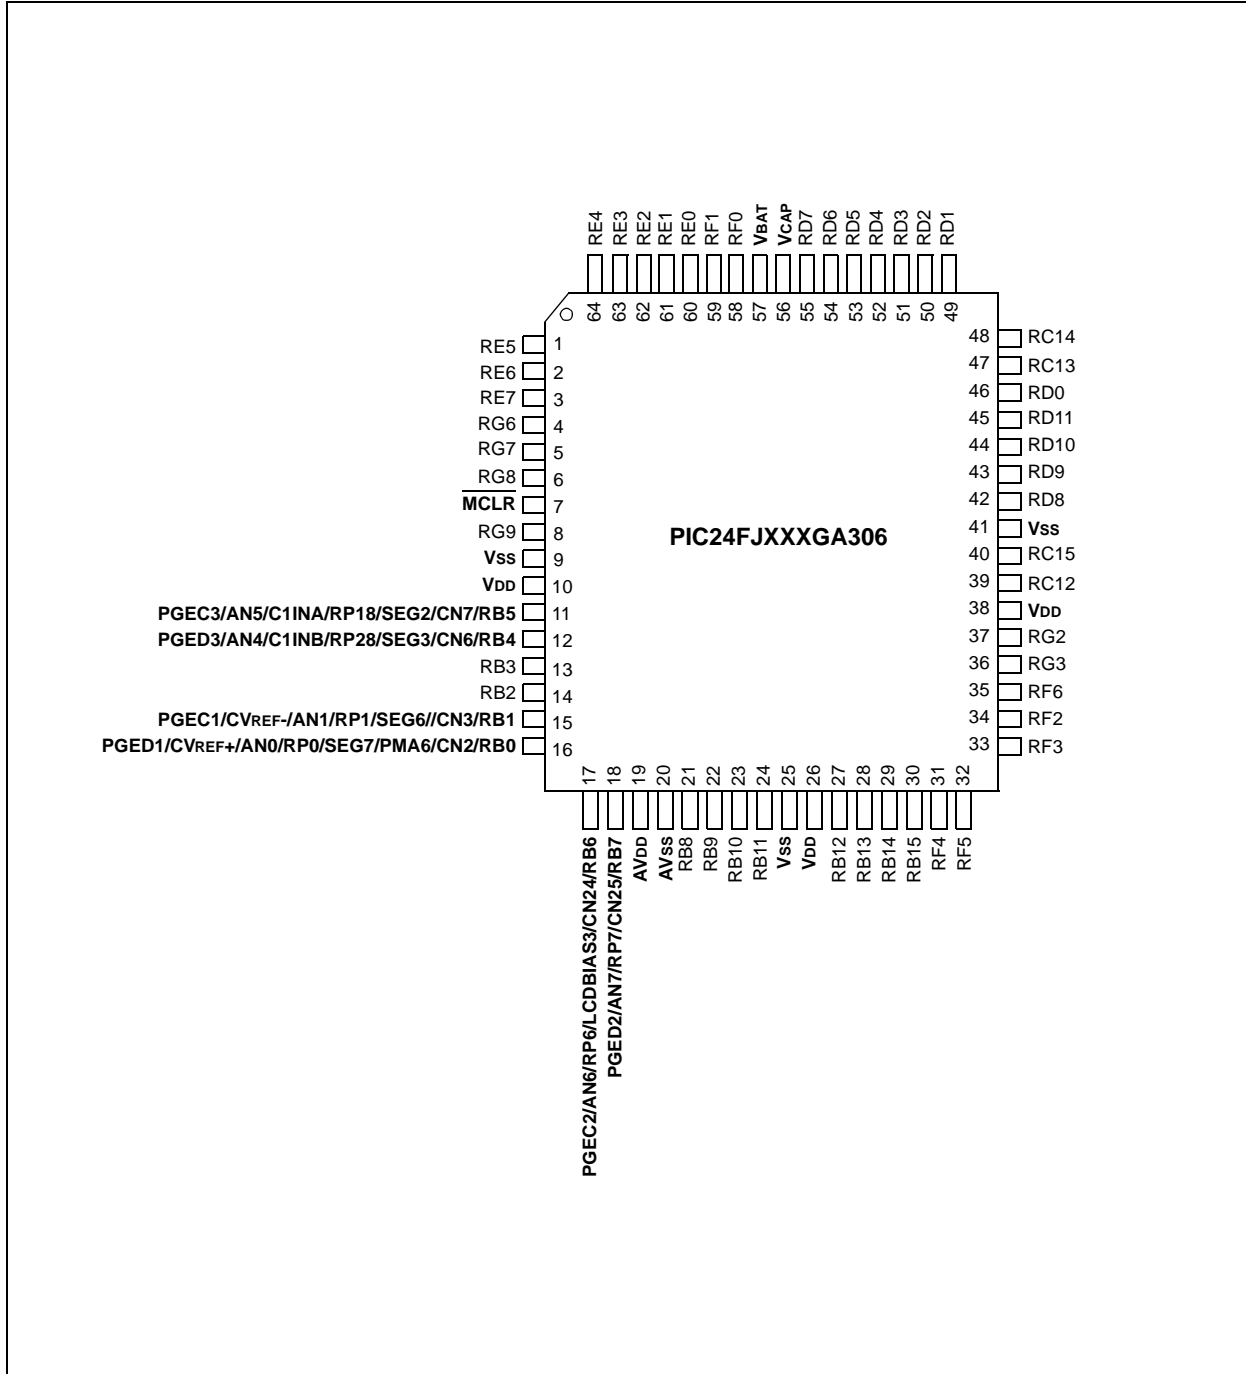 RE4
RE3
RE2
RE1
RE0
RF1
RF0
VBAT
VCAP
RD7
RD6
RD5
RD4
RD3
RD2
RD1
64
63
62
61
60
59
58
57
56
55
54
53
52
51
50
49
RE5 1
RE6 2
RE7 3
RG6 4
RG7 5
RG8 6
MCLR 7
RG9 8
VSS 9
VDD 10
PGEC3/AN5/C1INA/RP18/SEG2/CN7/RB5 11
PGED3/AN4/C1INB/RP28/SEG3/CN6/RB4 12
RB3 13
RB2 14
PGEC1/CVREF-/AN1/RP1/SEG6//CN3/RB1 15
PGED1/CVREF+/AN0/RP0/SEG7/PMA6/CN2/RB0 16
PIC24FJXXXGA306
48 RC14
47 RC13
46 RD0
45 RD11
44 RD10
43 RD9
42 RD8
41 VSS
40 RC15
39 RC12
38 VDD
37 RG2
36 RG3
35 RF6
34 RF2
33 RF3
17
18
19
20
21
22
23
24
25
26
27
28
29
30
31
32
PGEC2/AN6/RP6/LCDBIAS3/CN24/RB6
PGED2/AN7/RP7/CN25/RB7
AVDD
AVSS
RB8
RB9
RB10
RB11
VSS
VDD
RB12
RB13
RB14
RB15
RF4
RF5